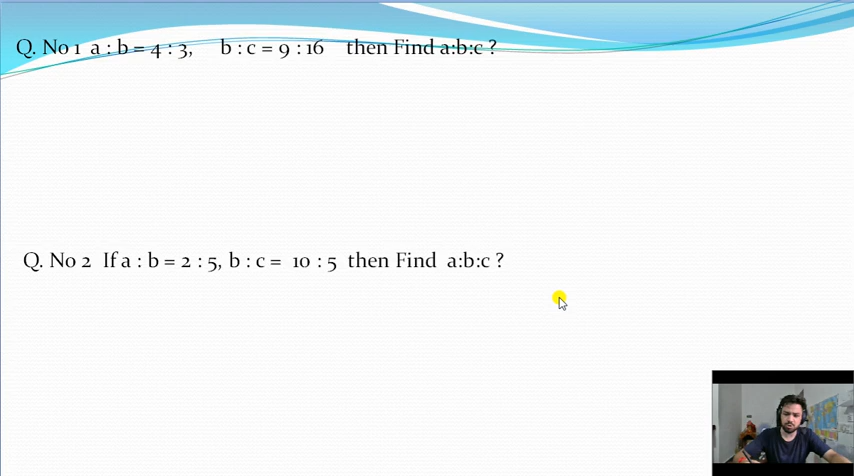 Q. No 1 a : b = 4 : 3, b : c = 9 : 16 then Find a:b:c ?
Q. No 2 If a : b = 2 : 5, b : c = 10 : 5 then Find a:b:c ?